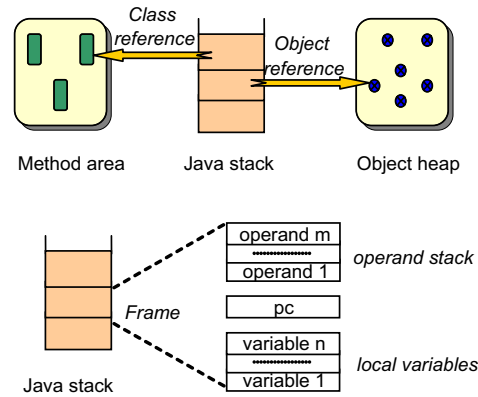 Class
reference
Object
reference
Method area
Java stack
Object heap
operand m
operand 1
operand stack
Frame
pc
variable n
variable 1
local variables
Java stack